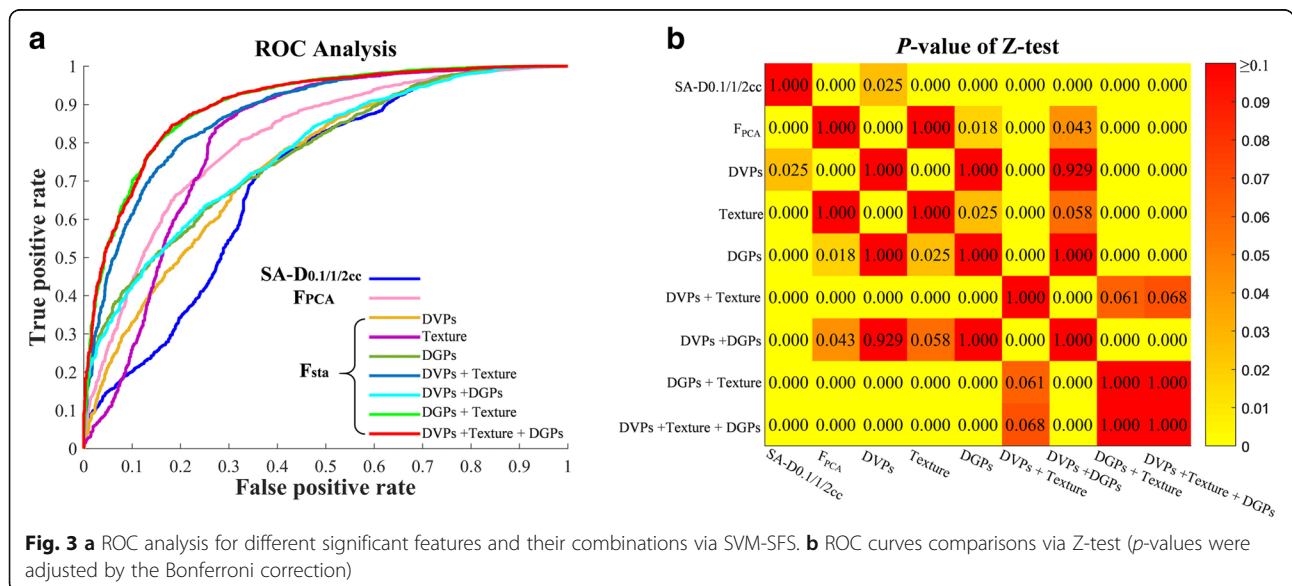 a
ROC Analysis
True positive rate
1
0.9
0.8
0.7
0.6
0.5
0.4
0.3
0.2
0.1
0
0 0.1 0.2 0.3 0.4 0.5 0.6 0.7 0.8 0.9 1
False positive rate
SA-D0.1/1/2cc
FPCA
Fsta
DVPs
Texture
DGPs
DVPs + Texture
DVPs +DGPs
DGPs + Texture
DVPs +Texture + DGPs
b
P-value of Z-test
SA-D0.1/1/2cc 1.000 0.000 0.025 0.000 0.000 0.000 0.000 0.000 0.000
FPCA 0.000 1.000 0.000 1.000 0.018 0.000 0.043 0.000 0.000
DVPs 0.025 0.000 1.000 0.000 1.000 0.000 0.929 0.000 0.000
Texture 0.000 1.000 0.000 1.000 0.025 0.000 0.058 0.000 0.000
DGPs 0.000 0.018 1.000 0.025 1.000 0.000 1.000 0.000 0.000
DVPs + Texture 0.000 0.000 0.000 0.000 0.000 1.000 0.000 0.061 0.068
DVPs +DGPs 0.000 0.043 0.929 0.058 1.000 0.000 1.000 0.000 0.000
DGPs + Texture 0.000 0.000 0.000 0.000 0.000 0.061 0.000 1.000 1.000
DVPs +Texture + DGPs 0.000 0.000 0.000 0.000 0.000 0.068 0.000 1.000 1.000
SA-D0.1/1/2cc
FPCA
DVPs
Texture
DGPs
DVPs + Texture
DVPs +DGPs
DGPs + Texture
DVPs +Texture + DGPs
≥0.1
0.09
0.08
0.07
0.06
0.05
0.04
0.03
0.02
0.01
0
Fig. 3 a ROC analysis for different significant features and their combinations via SVM-SFS. b ROC curves comparisons via Z-test (p-values were
adjusted by the Bonferroni correction)